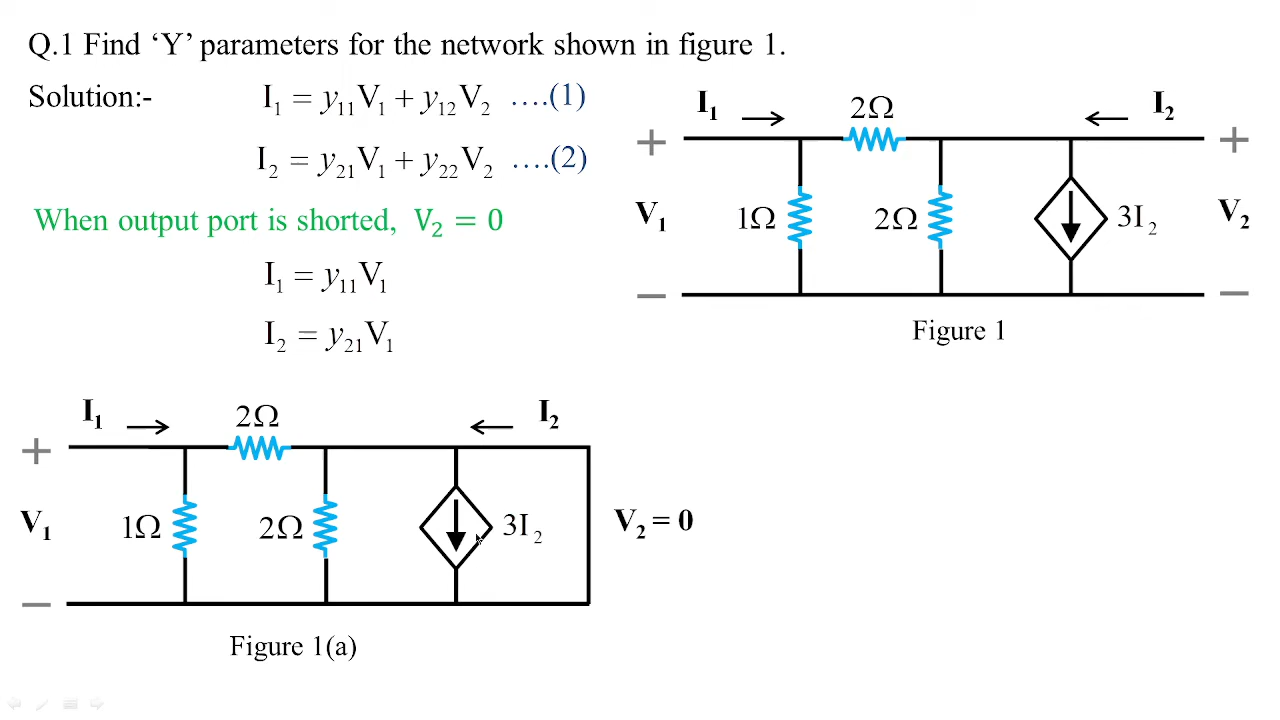 Q.1 Find ‘Y’ parameters for the network shown in figure 1.
Solution:-
I₁ = y₁₁V₁ + y₁₂V₂ ….(1)
I₂ = y₂₁V₁ + y₂₂V₂ ….(2)
When output port is shorted, V₂ = 0
I₁ = y₁₁V₁
I₂ = y₂₁V₁
I₁ 2Ω I₂
+ +
V₁ 1Ω 2Ω 3I₂ V₂
− −
Figure 1
I₁ 2Ω I₂
+
V₁ 1Ω 2Ω 3I₂ V₂ = 0
−
Figure 1(a)